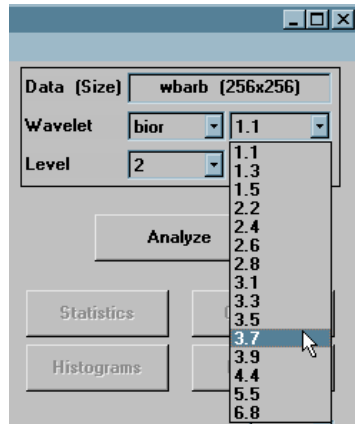 Data (Size) wbarb (256x256)
Wavelet bior 1.1
Level 2
1.1
1.3
1.5
2.2
2.4
2.6
2.8
3.1
3.3
3.5
3.7
3.9
4.4
5.5
6.8
Analyze
Statistics
Histograms